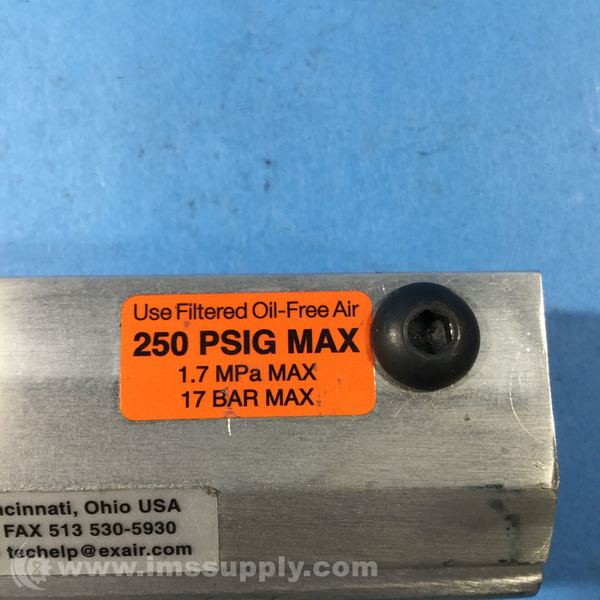 Use Filtered Oil-Free Air
250 PSIG MAX
1.7 MPa MAX
17 BAR MAX
Ohio USA
FAX 513 530-5930
techelp@exair.com
www.imssupply.com